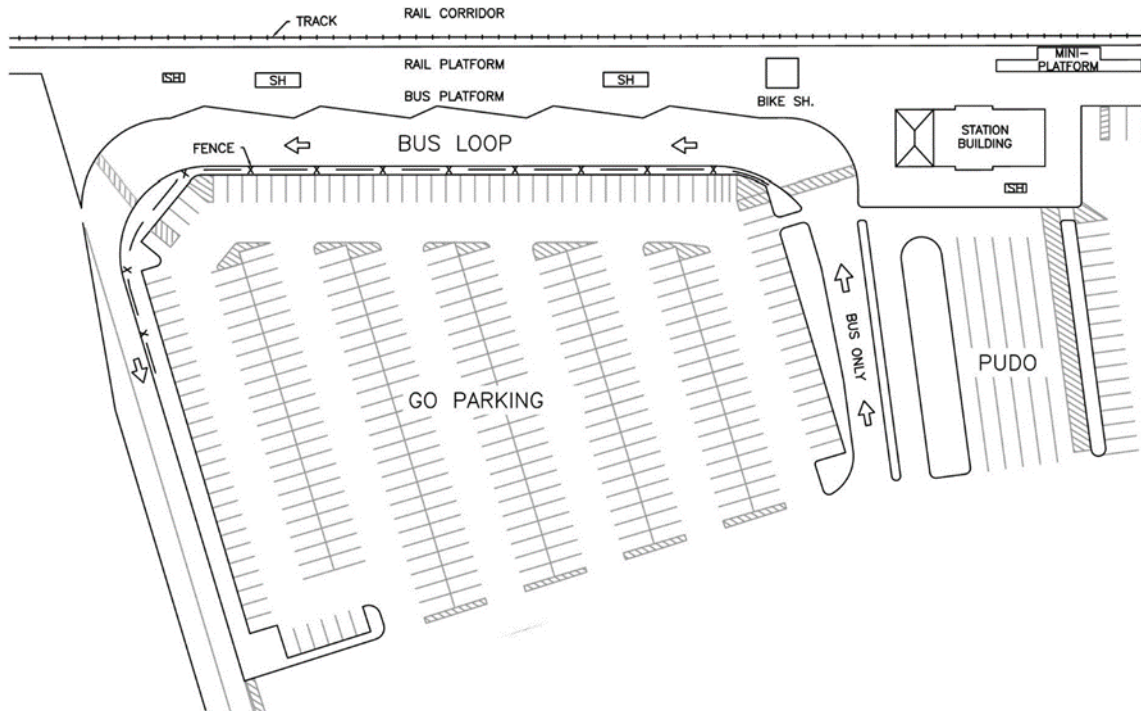 RAIL CORRIDOR
TRACK
RAIL PLATFORM
MINI-
PLATFORM
SH
SH
SH
BUS PLATFORM
BIKE SH.
BUS LOOP
STATION
BUILDING
FENCE
SH
BUS ONLY
PUDO
GO PARKING